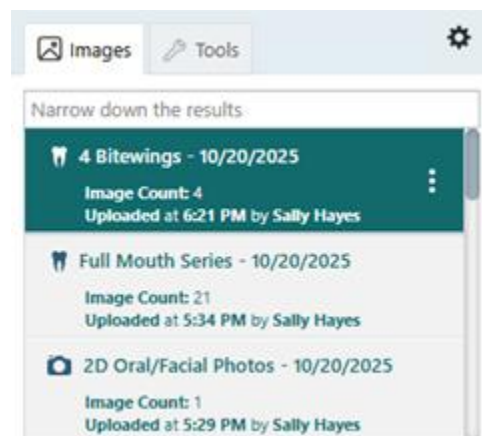 Images
Tools
Narrow down the results
4 Bitewings - 10/20/2025
Image Count: 4
Uploaded at 6:21 PM by Sally Hayes
Full Mouth Series - 10/20/2025
Image Count: 21
Uploaded at 5:34 PM by Sally Hayes
2D Oral/Facial Photos - 10/20/2025
Image Count: 1
Uploaded at 5:29 PM by Sally Hayes